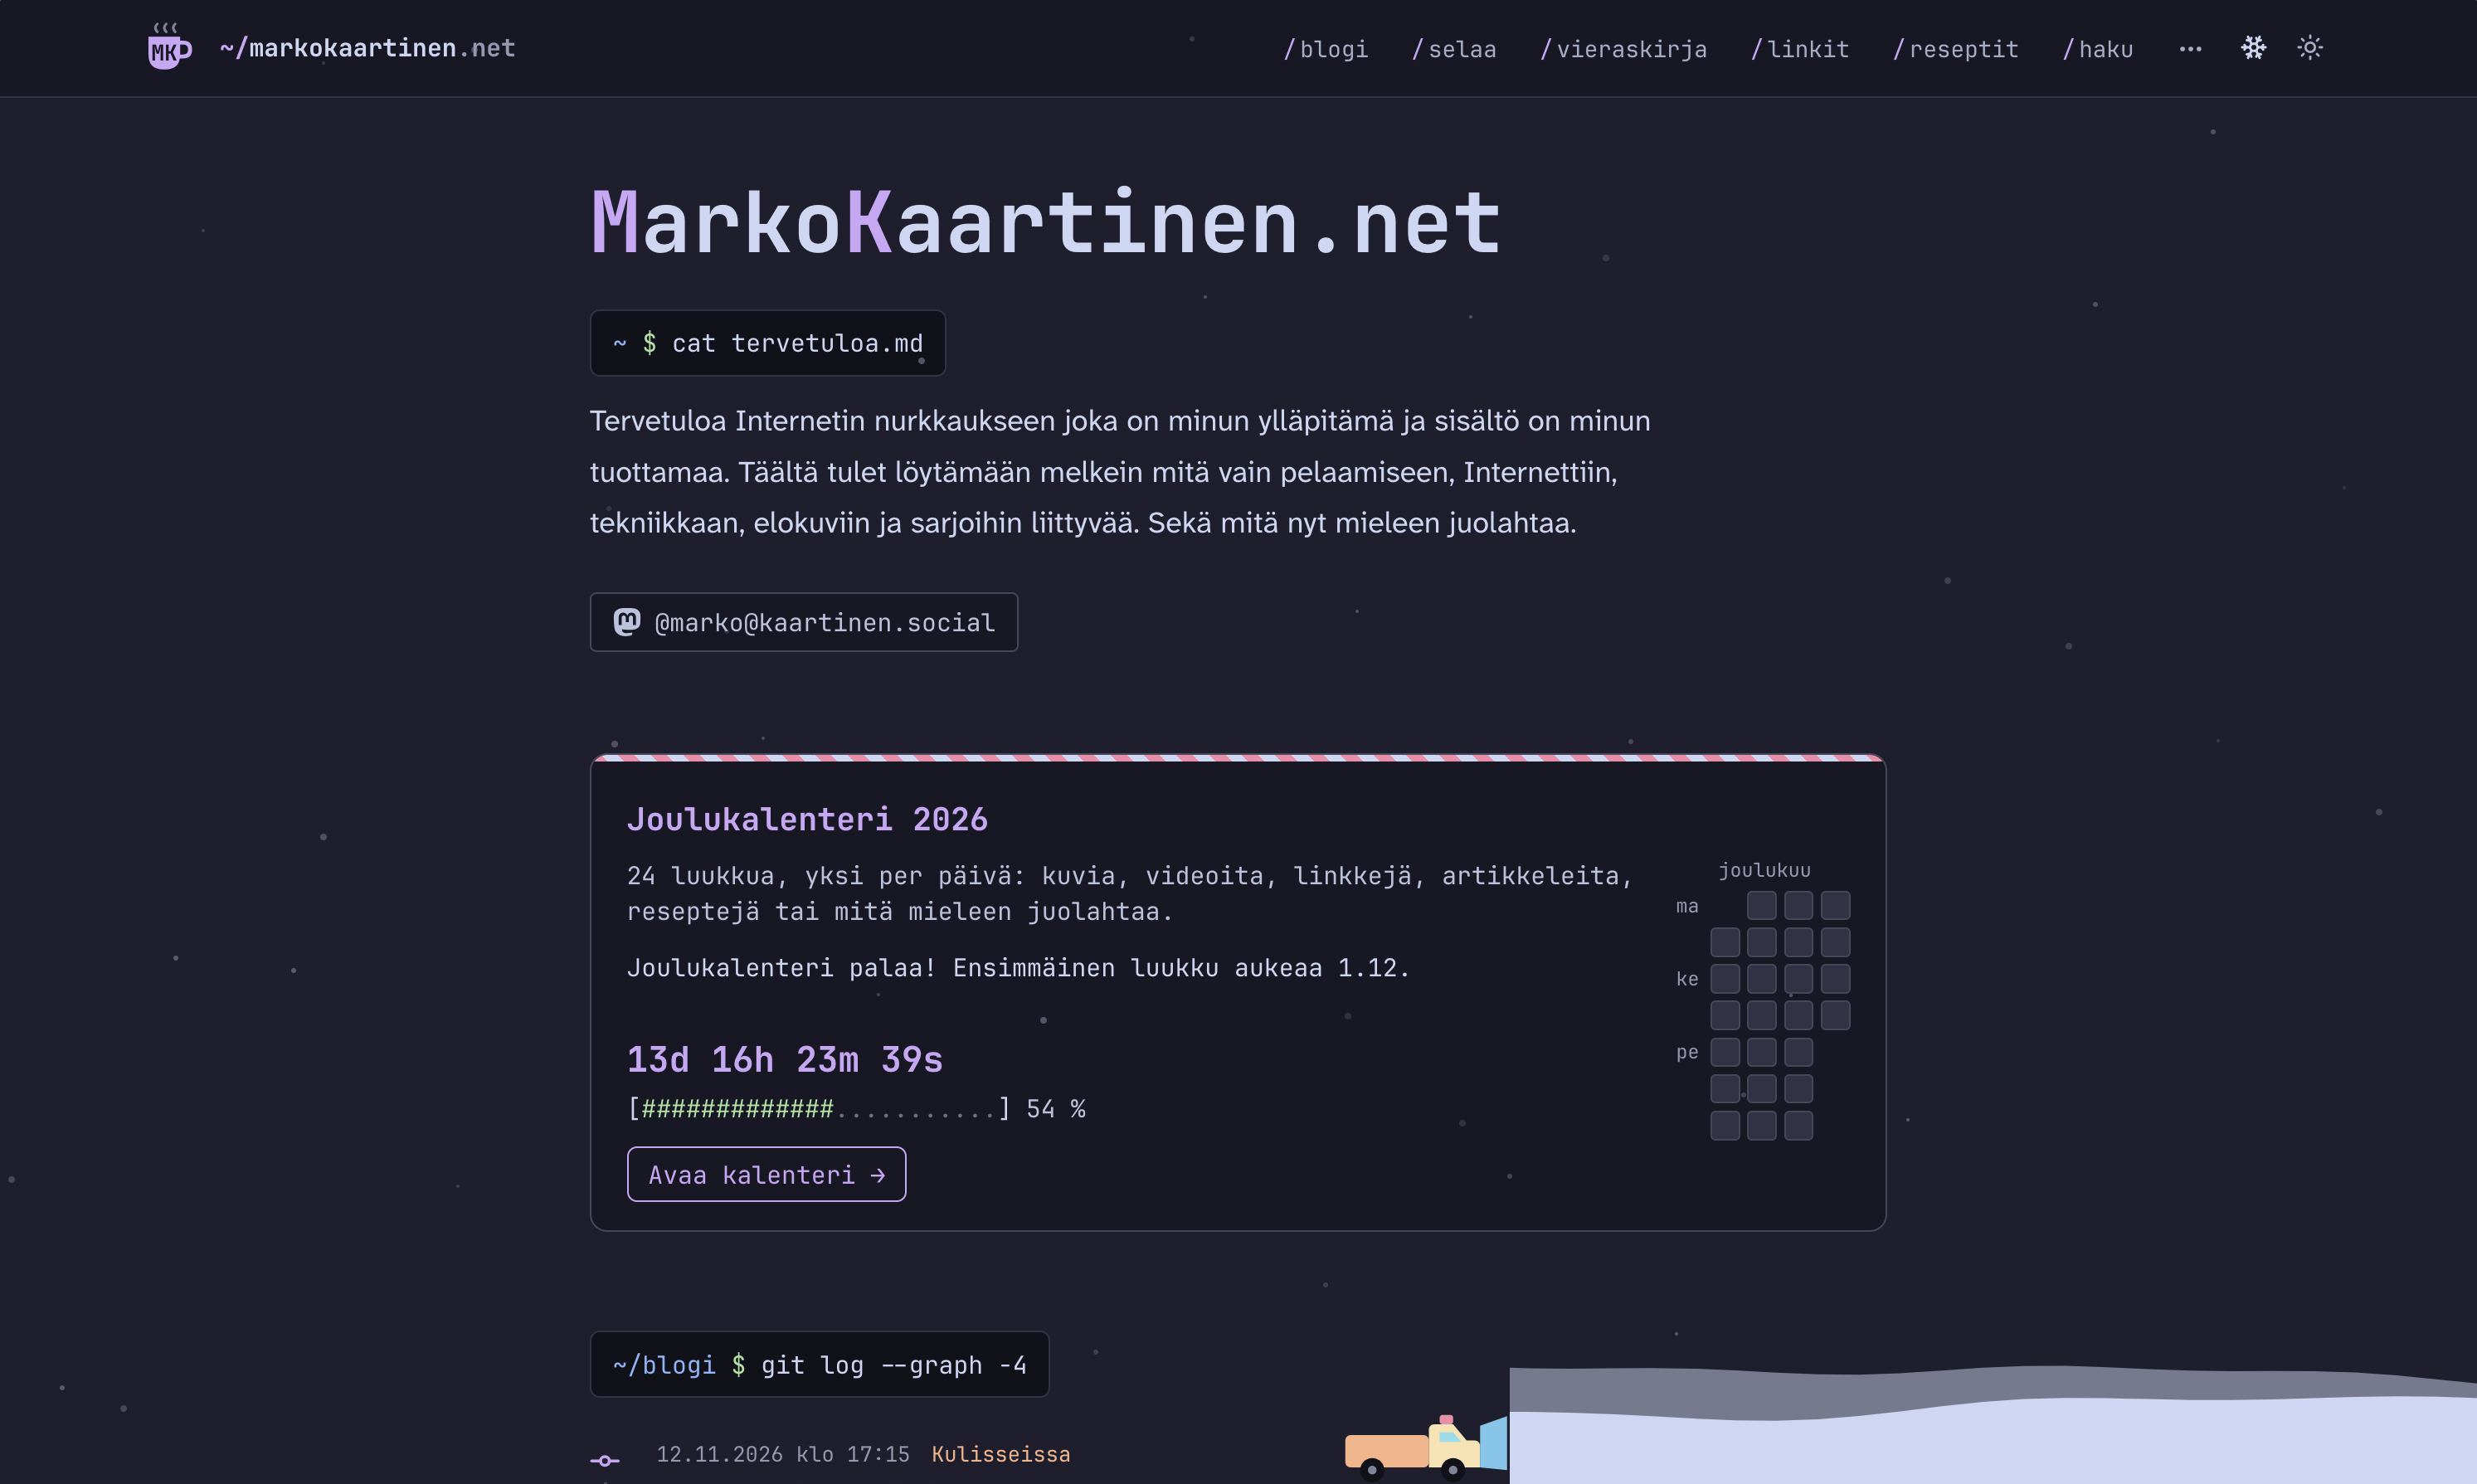 MK
~/markokaartinen.net
/blogi /selaa /vieraskirja /linkit /reseptit /haku
MarkoKaartinen.net
~ $ cat tervetuloa.md
Tervetuloa Internetin nurkkaukseen joka on minun ylläpitämä ja sisältö on minun
tuottamaa. Täältä tulet löytämään melkein mitä vain pelaamiseen, Internettiin,
tekniikkaan, elokuviin ja sarjoihin liittyvää. Sekä mitä nyt mieleen juolahtaa.
@marko@kaartinen.social
Joulukalenteri 2026
24 luukkua, yksi per päivä: kuvia, videoita, linkkejä, artikkeleita,
reseptejä tai mitä mieleen juolahtaa.
Joulukalenteri palaa! Ensimmäinen luukku aukeaa 1.12.
13d 16h 23m 39s
[#############...........] 54 %
Avaa kalenteri →
joulukuu
ma
ke
pe
~/blogi $ git log --graph -4
12.11.2026 klo 17:15 Kulisseissa